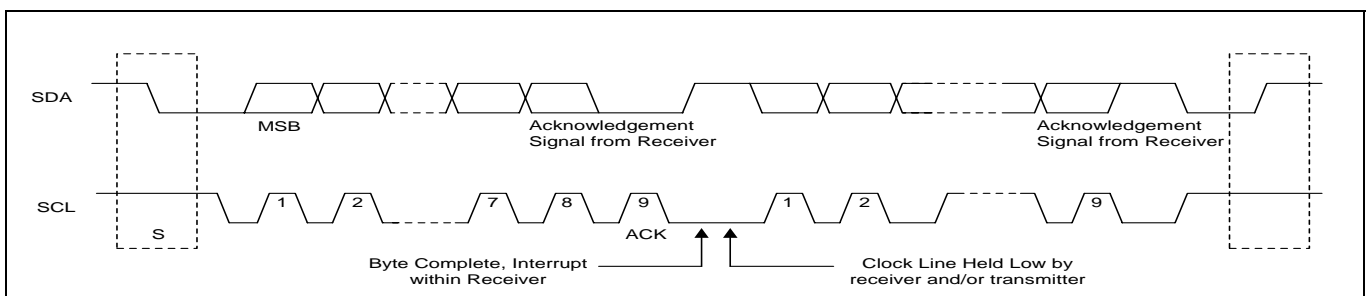 SDA
MSB
Acknowledgement
Signal from Receiver
Acknowledgement
Signal from Receiver
SCL
1
2
7
8
9
1
2
9
S
ACK
Byte Complete, Interrupt
within Receiver
Clock Line Held Low by
receiver and/or transmitter